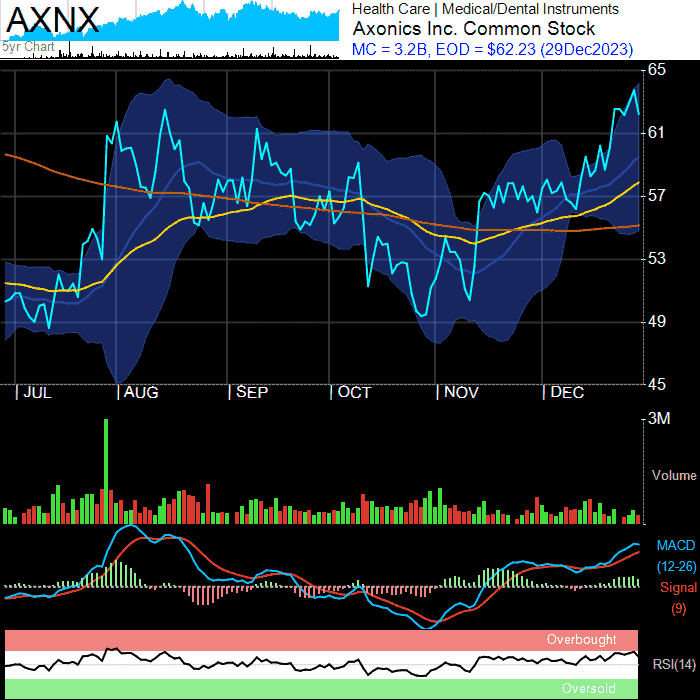 AXNX
5yr Chart
Health Care | Medical/Dental Instruments
Axonics Inc. Common Stock
MC = 3.2B, EOD = $62.23 (29Dec2023)
65
61
57
53
49
45
| JUL | AUG | SEP | OCT | NOV | DEC
3M
Volume
MACD
(12-26)
Signal
(9)
Overbought
RSI(14)
Oversold